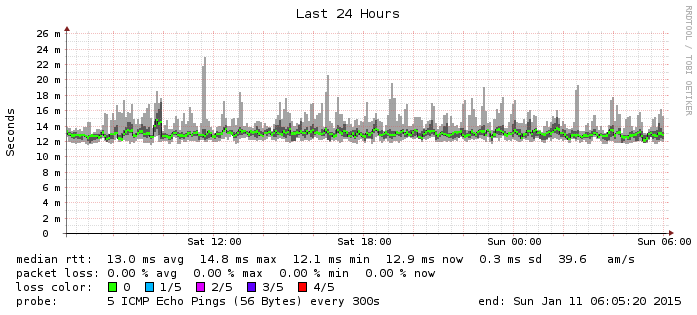 Last 24 Hours
RRDTOOL / TOBI OETIKER
Seconds
26 m
24 m
22 m
20 m
18 m
16 m
14 m
12 m
10 m
8 m
6 m
4 m
2 m
0
Sat 12:00 Sat 18:00 Sun 00:00 Sun 06:00
median rtt: 13.0 ms avg 14.8 ms max 12.1 ms min 12.9 ms now 0.3 ms sd 39.6 am/s
packet loss: 0.00 % avg 0.00 % max 0.00 % min 0.00 % now
loss color: 0 1/5 2/5 3/5 4/5
probe: 5 ICMP Echo Pings (56 Bytes) every 300s end: Sun Jan 11 06:05:20 2015